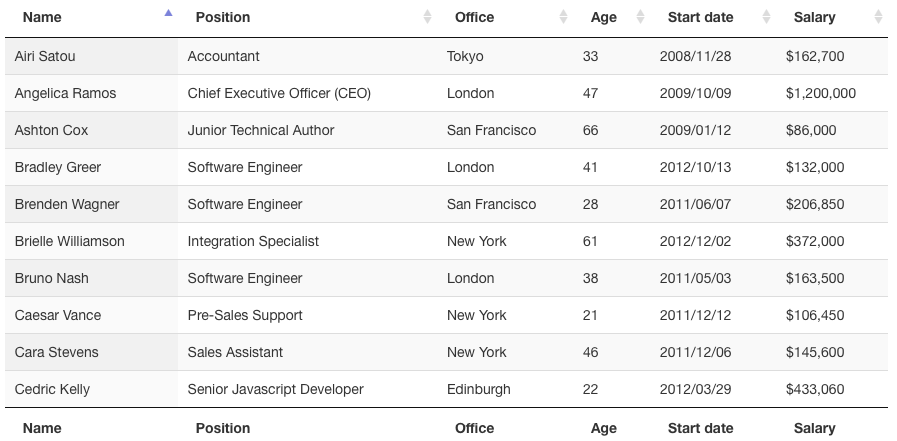 Name Position Office Age Start date Salary
Airi Satou Accountant Tokyo 33 2008/11/28 $162,700
Angelica Ramos Chief Executive Officer (CEO) London 47 2009/10/09 $1,200,000
Ashton Cox Junior Technical Author San Francisco 66 2009/01/12 $86,000
Bradley Greer Software Engineer London 41 2012/10/13 $132,000
Brenden Wagner Software Engineer San Francisco 28 2011/06/07 $206,850
Brielle Williamson Integration Specialist New York 61 2012/12/02 $372,000
Bruno Nash Software Engineer London 38 2011/05/03 $163,500
Caesar Vance Pre-Sales Support New York 21 2011/12/12 $106,450
Cara Stevens Sales Assistant New York 46 2011/12/06 $145,600
Cedric Kelly Senior Javascript Developer Edinburgh 22 2012/03/29 $433,060
Name Position Office Age Start date Salary